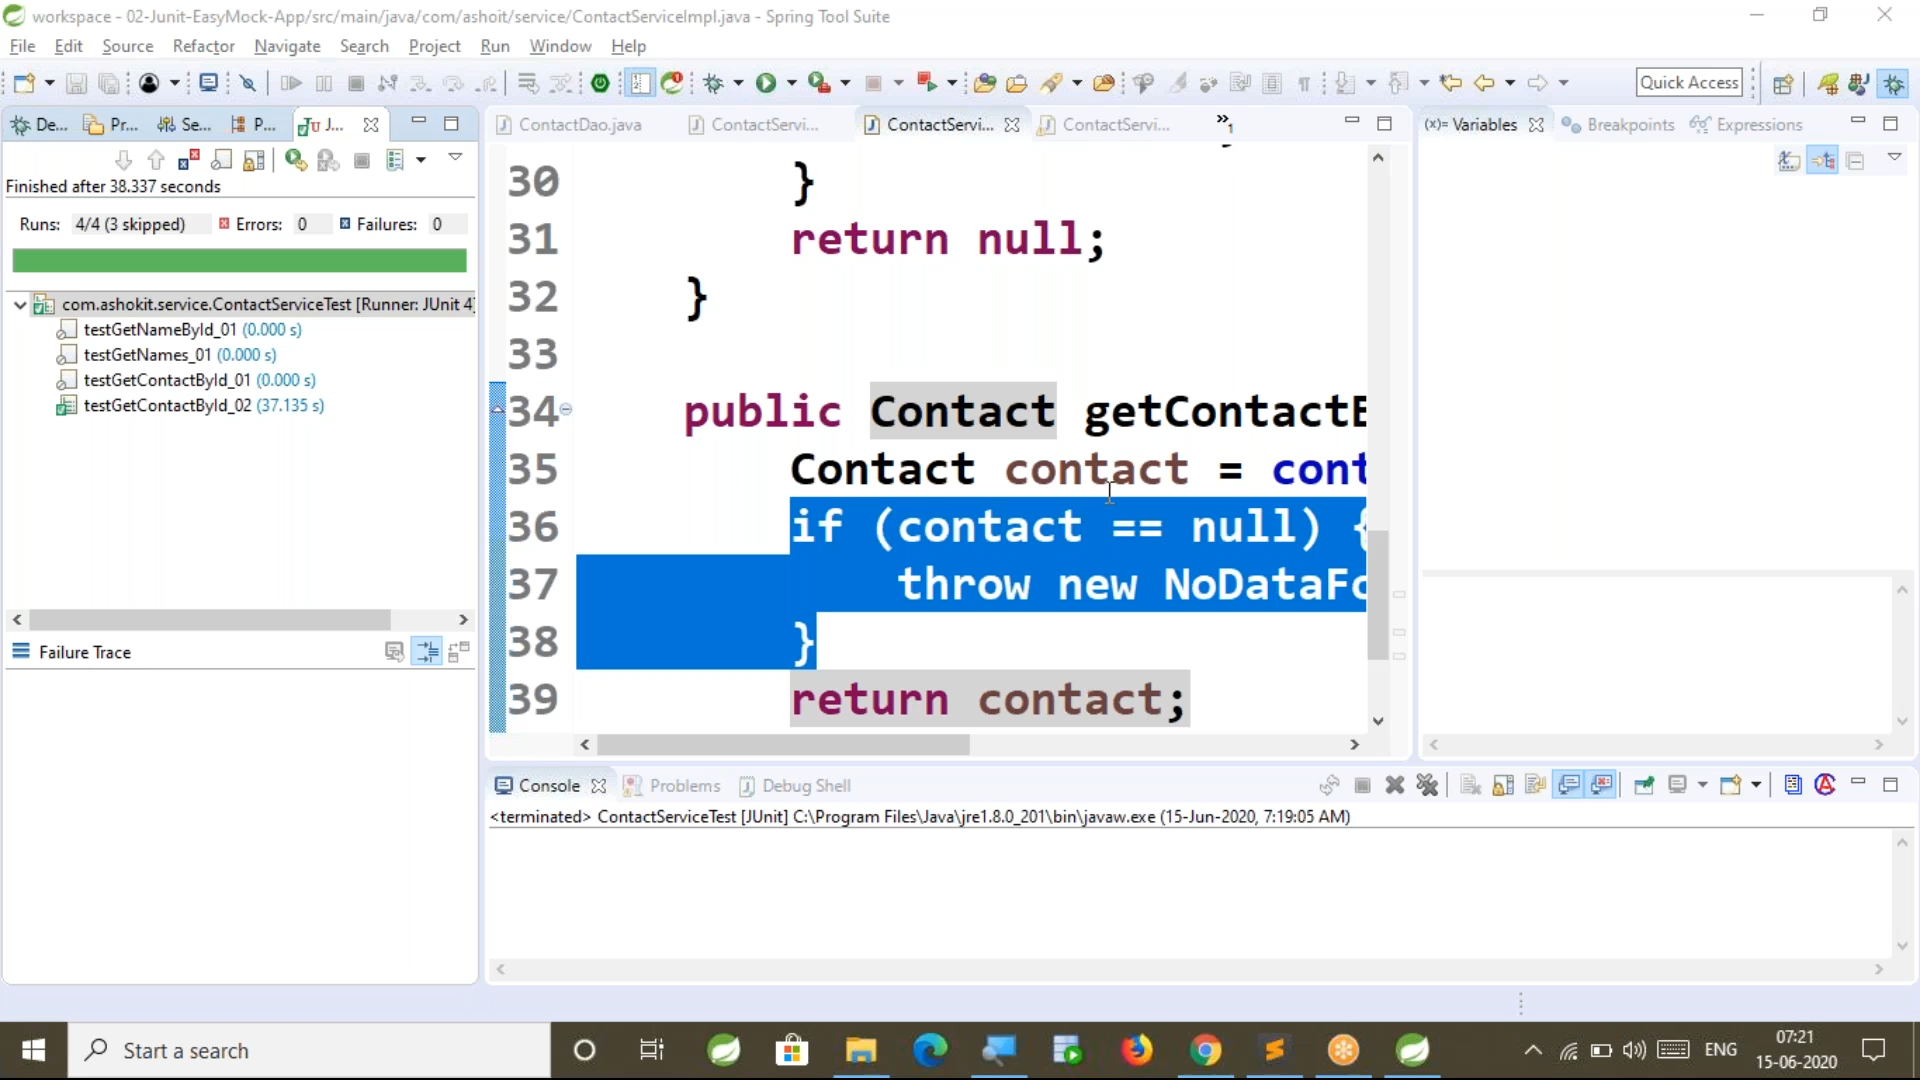 workspace - 02-Junit-EasyMock-App/src/main/java/com/ashoit/service/ContactServiceImpl.java - Spring Tool Suite
File Edit Source Refactor Navigate Search Project Run Window Help
Quick Access
De... Pr... Se... P... J...
ContactDao.java ContactServi... ContactServi... ContactServi... »1
(x)= Variables Breakpoints Expressions
Finished after 38.337 seconds
Runs: 4/4 (3 skipped) Errors: 0 Failures: 0
com.ashokit.service.ContactServiceTest [Runner: JUnit 4]
testGetNameById_01 (0.000 s)
testGetNames_01 (0.000 s)
testGetContactById_01 (0.000 s)
testGetContactById_02 (37.135 s)
Failure Trace
30 }
31 return null;
32 }
33
34 public Contact getContactB
35 Contact contact = cont
36 if (contact == null) {
37 throw new NoDataFo
38 }
39 return contact;
Console Problems Debug Shell
<terminated> ContactServiceTest [JUnit] C:\Program Files\Java\jre1.8.0_201\bin\javaw.exe (15-Jun-2020, 7:19:05 AM)
Start a search
ENG
07:21
15-06-2020